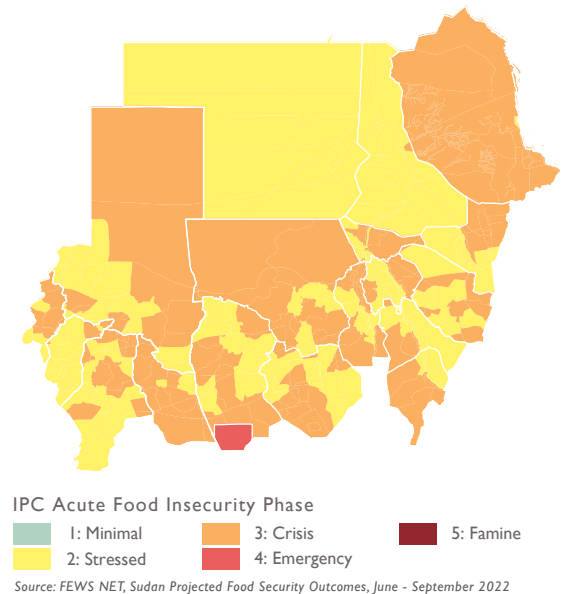 IPC Acute Food Insecurity Phase
1: Minimal
3: Crisis
5: Famine
2: Stressed
4: Emergency
Source: FEWS NET, Sudan Projected Food Security Outcomes, June - September 2022